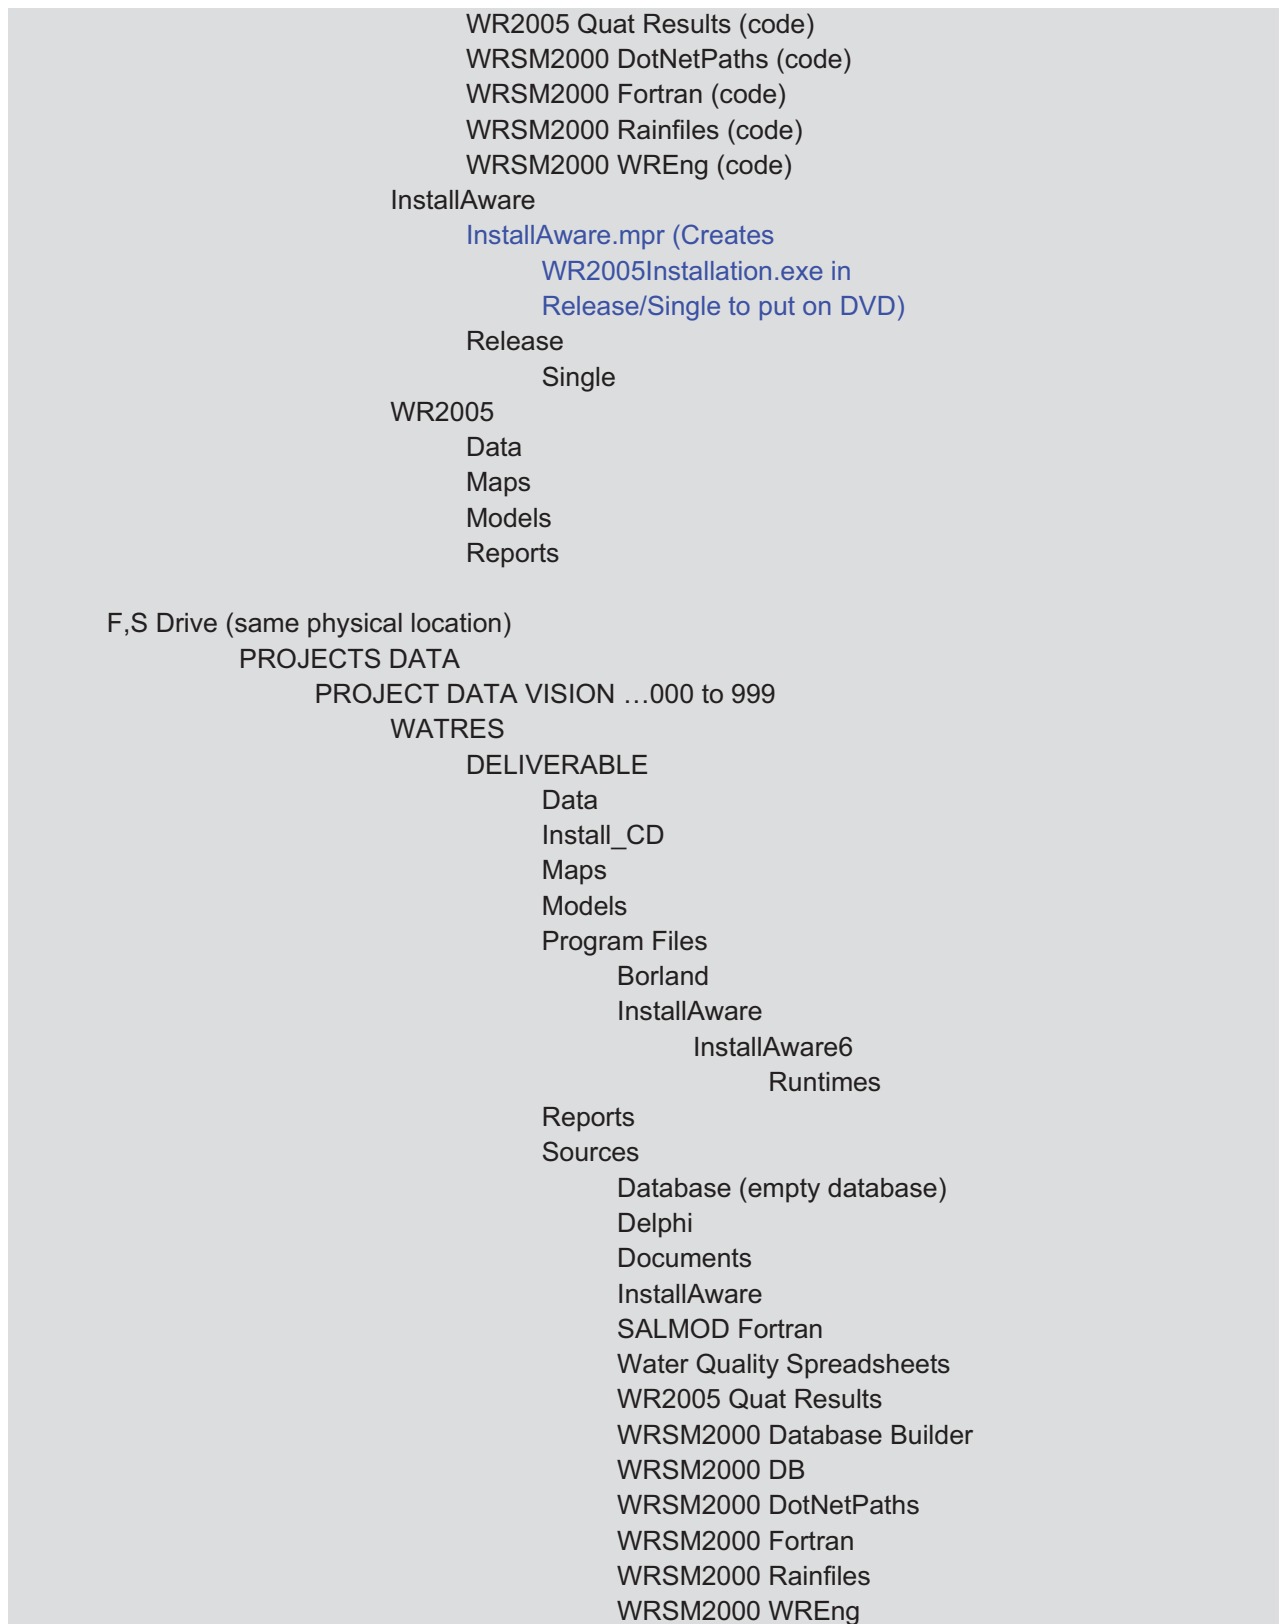 WR2005 Quat Results (code)
WRSM2000 DotNetPaths (code)
WRSM2000 Fortran (code)
WRSM2000 Rainfiles (code)
WRSM2000 WREng (code)
InstallAware
InstallAware.mpr (Creates
WR2005Installation.exe in
Release/Single to put on DVD)
Release
Single
WR2005
Data
Maps
Models
Reports
F,S Drive (same physical location)
PROJECTS DATA
PROJECT DATA VISION …000 to 999
WATRES
DELIVERABLE
Data
Install_CD
Maps
Models
Program Files
Borland
InstallAware
InstallAware6
Runtimes
Reports
Sources
Database (empty database)
Delphi
Documents
InstallAware
SALMOD Fortran
Water Quality Spreadsheets
WR2005 Quat Results
WRSM2000 Database Builder
WRSM2000 DB
WRSM2000 DotNetPaths
WRSM2000 Fortran
WRSM2000 Rainfiles
WRSM2000 WREng